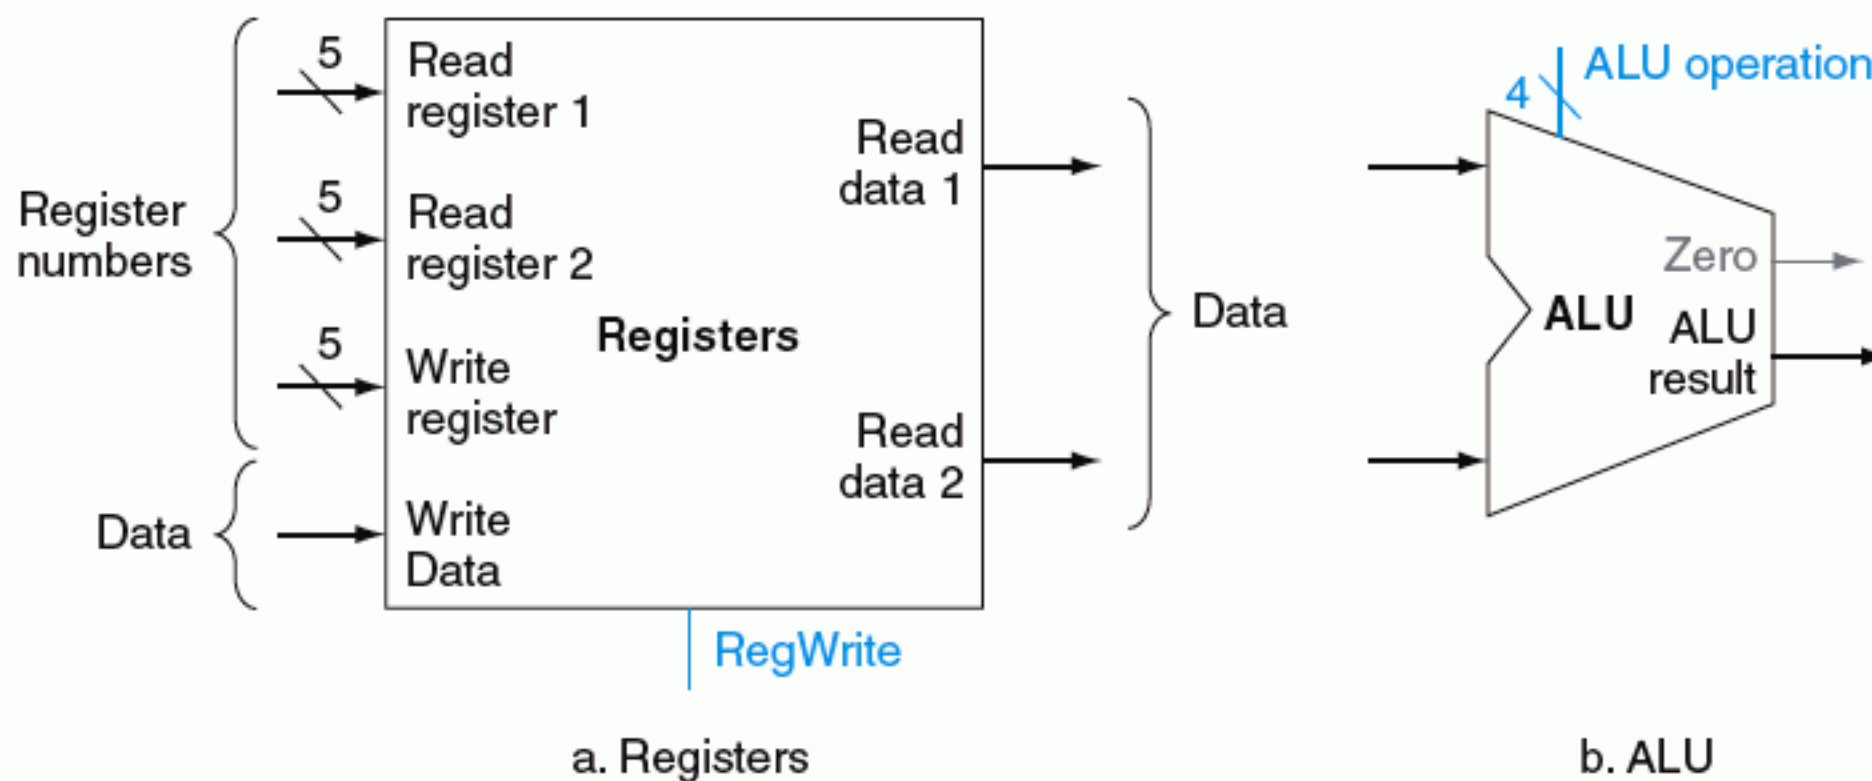 5
Read
register 1
5
Read
register 2
Register
numbers
5
Write
register
Data
Write
Data
Registers
Read
data 1
Read
data 2
Data
RegWrite
a. Registers
4
ALU operation
Zero
ALU
ALU
result
b. ALU